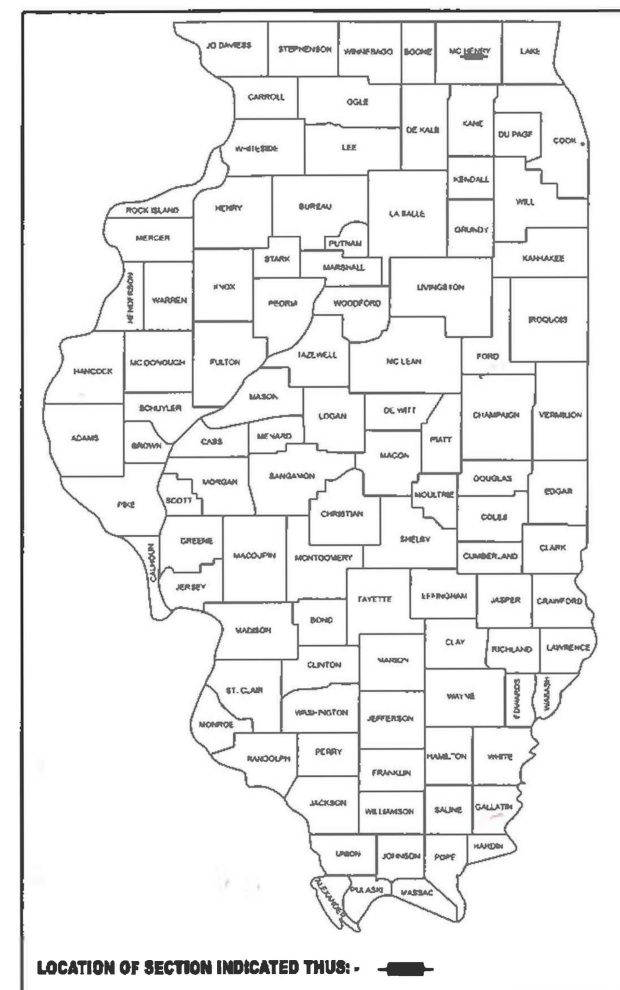 JO DAVIESS STEPHENSON WINNEBAGO BOONE MC HENRY LAKE
CARROLL OGLE DE KALB KANE DU PAGE COOK
WHITESIDE LEE
KENDALL WILL
ROCK ISLAND HENRY BUREAU LA SALLE GRUNDY
MERCER PUTNAM
STARK MARSHALL KANKAKEE
HENDERSON WARREN KNOX PEORIA WOODFORD LIVINGSTON IROQUOIS
HANCOCK MC DONOUGH FULTON TAZEWELL MC LEAN FORD
SCHUYLER MASON LOGAN DE WITT CHAMPAIGN VERMILION
ADAMS BROWN CASS MENARD MACON PIATT
PIKE SCOTT MORGAN SANGAMON CHRISTIAN MOULTRIE DOUGLAS EDGAR
COLES
CALHOUN GREENE MACOUPIN MONTGOMERY SHELBY CUMBERLAND CLARK
JERSEY FAYETTE EFFINGHAM JASPER CRAWFORD
MADISON BOND CLAY RICHLAND LAWRENCE
CLINTON MARION
ST. CLAIR WAYNE EDWARDS WABASH
MONROE WASHINGTON JEFFERSON
RANDOLPH PERRY HAMILTON WHITE
FRANKLIN
JACKSON WILLIAMSON SALINE GALLATIN
UNION JOHNSON POPE HARDIN
ALEXANDER PULASKI MASSAC
LOCATION OF SECTION INDICATED THUS: -